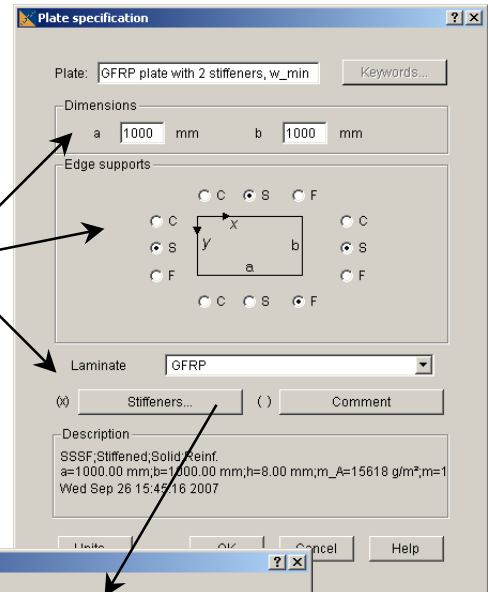 Plate specification
Plate: GFRP plate with 2 stiffeners, w_min Keywords...
Dimensions
a 1000 mm b 1000 mm
Edge supports
C S F
C x C
S y b S
F a F
C S F
Laminate GFRP
(x) Stiffeners... ( ) Comment
Description
SSSF;Stiffened;Solid;Reinf.
a=1000.00 mm;b=1000.00 mm;h=8.00 mm;m_A=15618 g/m²;m=1
Wed Sep 26 15:45:16 2007
Units... OK Cancel Help